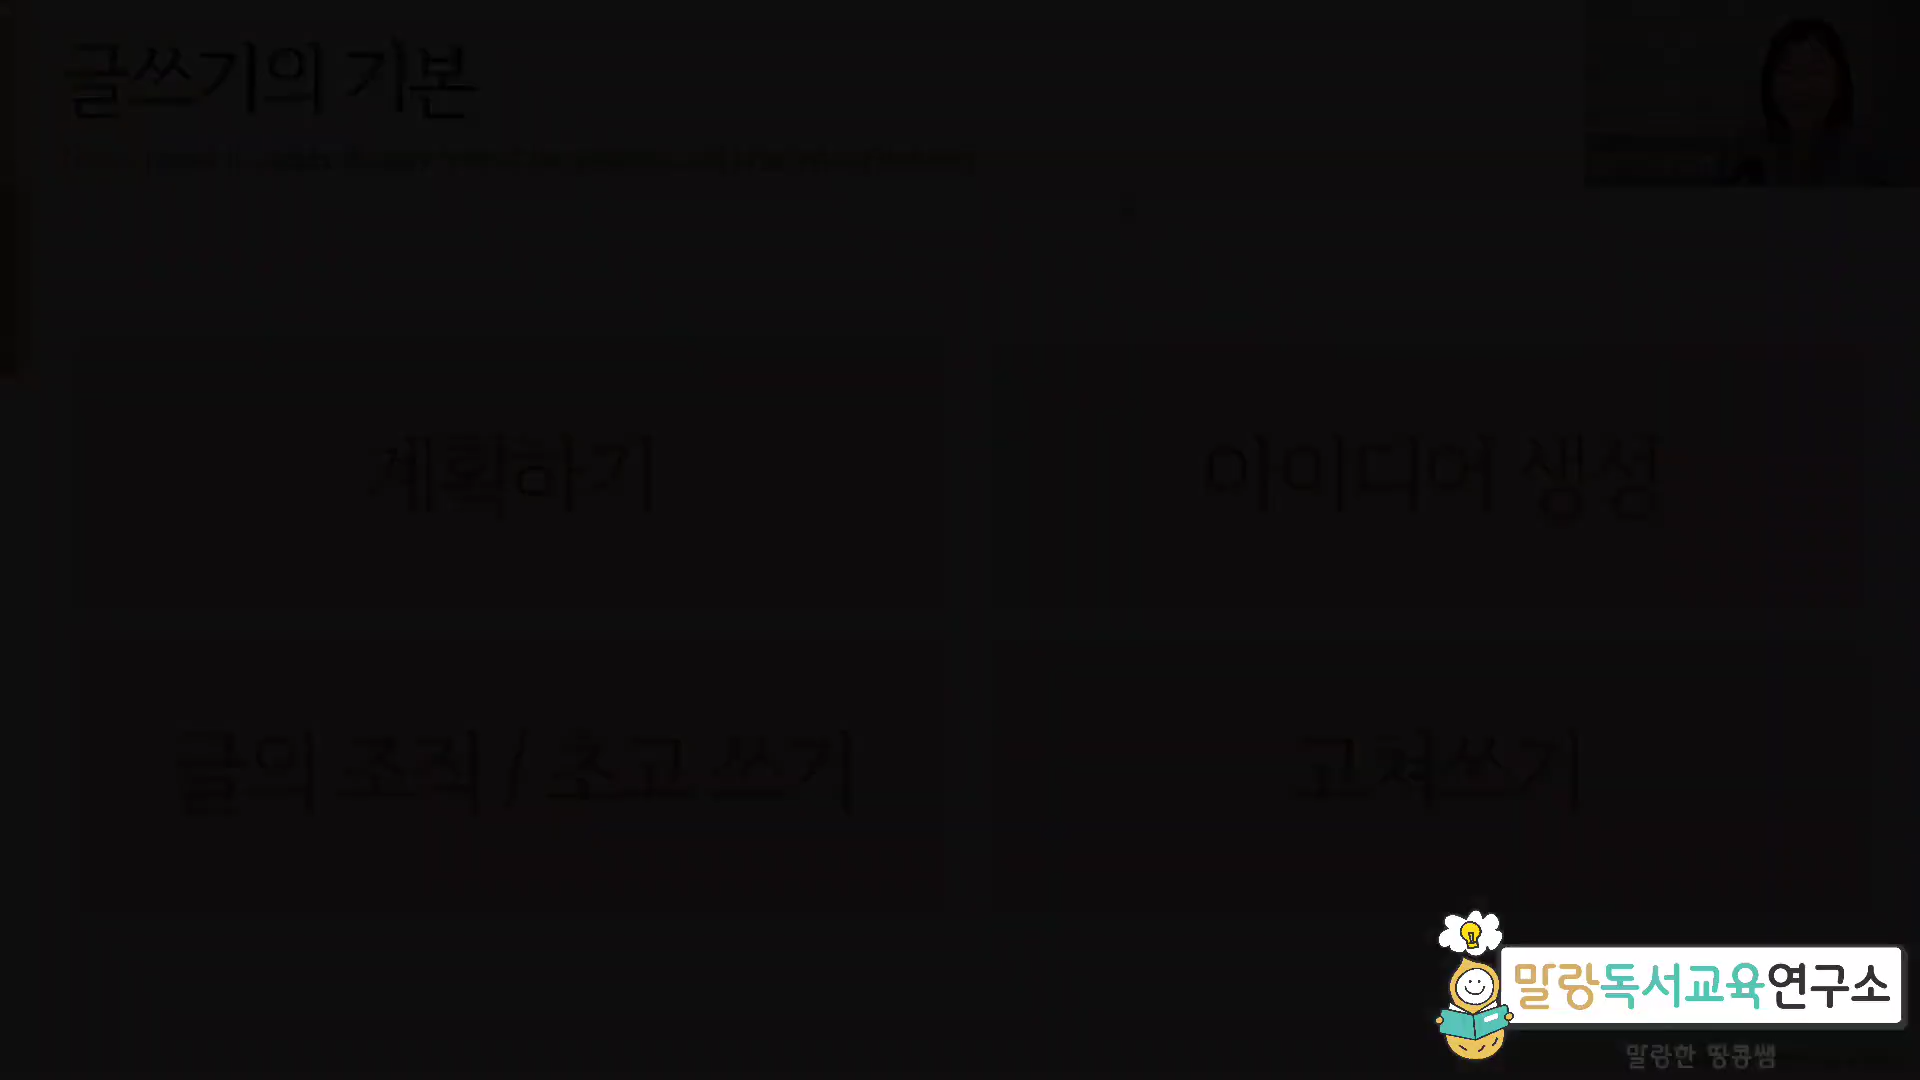 글쓰기의 기본
계획하기
아이디어 생성
글의 조직 / 초고 쓰기
고쳐쓰기
말랑독서교육연구소
말랑한 땅콩쌤